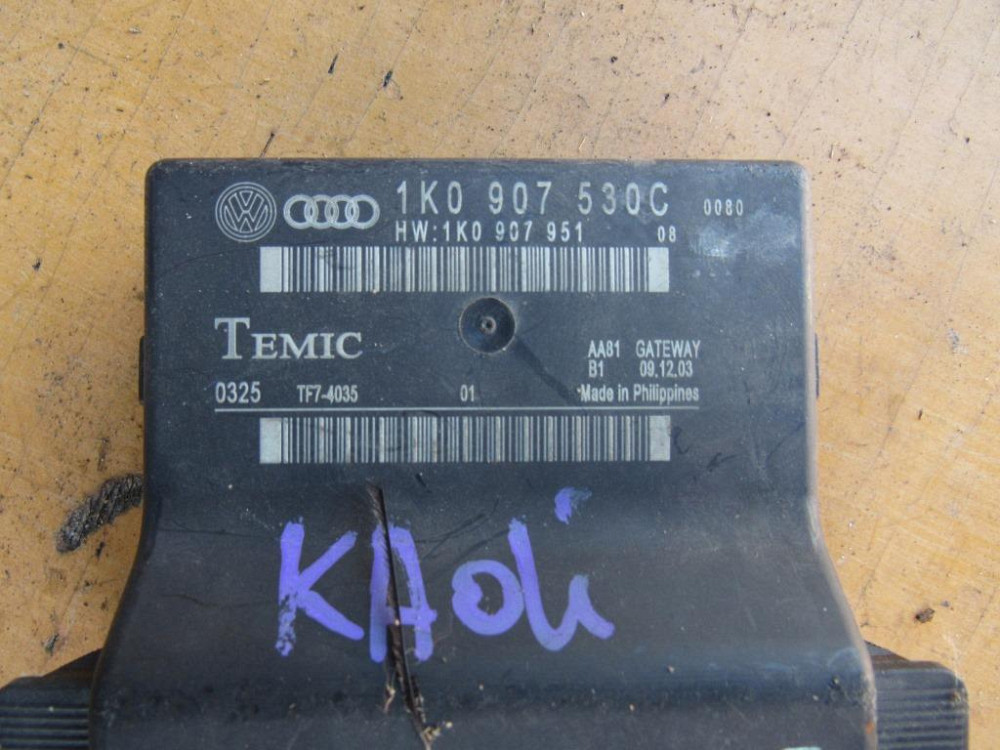 1K0 907 530C 0080
HW:1K0 907 951 08
TEMIC
AA81 GATEWAY
B1 09.12.03
0325 TF7-4035 01 Made in Philippines
KAOLi